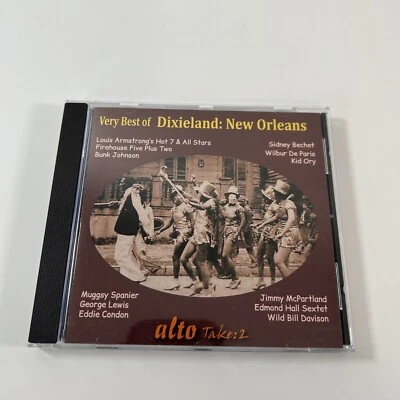 Very Best of Dixieland: New Orleans
Louis Armstrong's Hot 7 & All Stars
Firehouse Five Plus Two
Bunk Johnson
Sidney Bechet
Wilbur De Paris
Kid Ory
Muggsy Spanier
George Lewis
Eddie Condon
Jimmy McPartland
Edmond Hall Sextet
Wild Bill Davison
alto Take:2